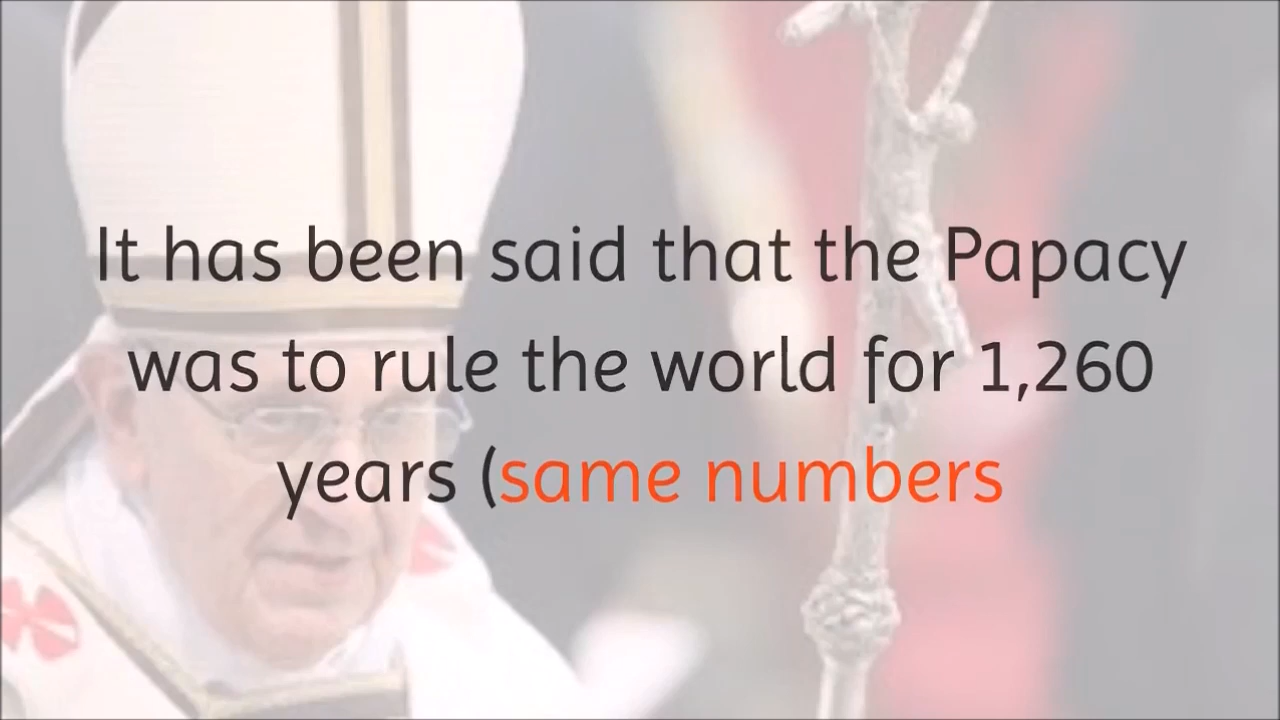 It has been said that the Papacy
was to rule the world for 1,260
years (same numbers